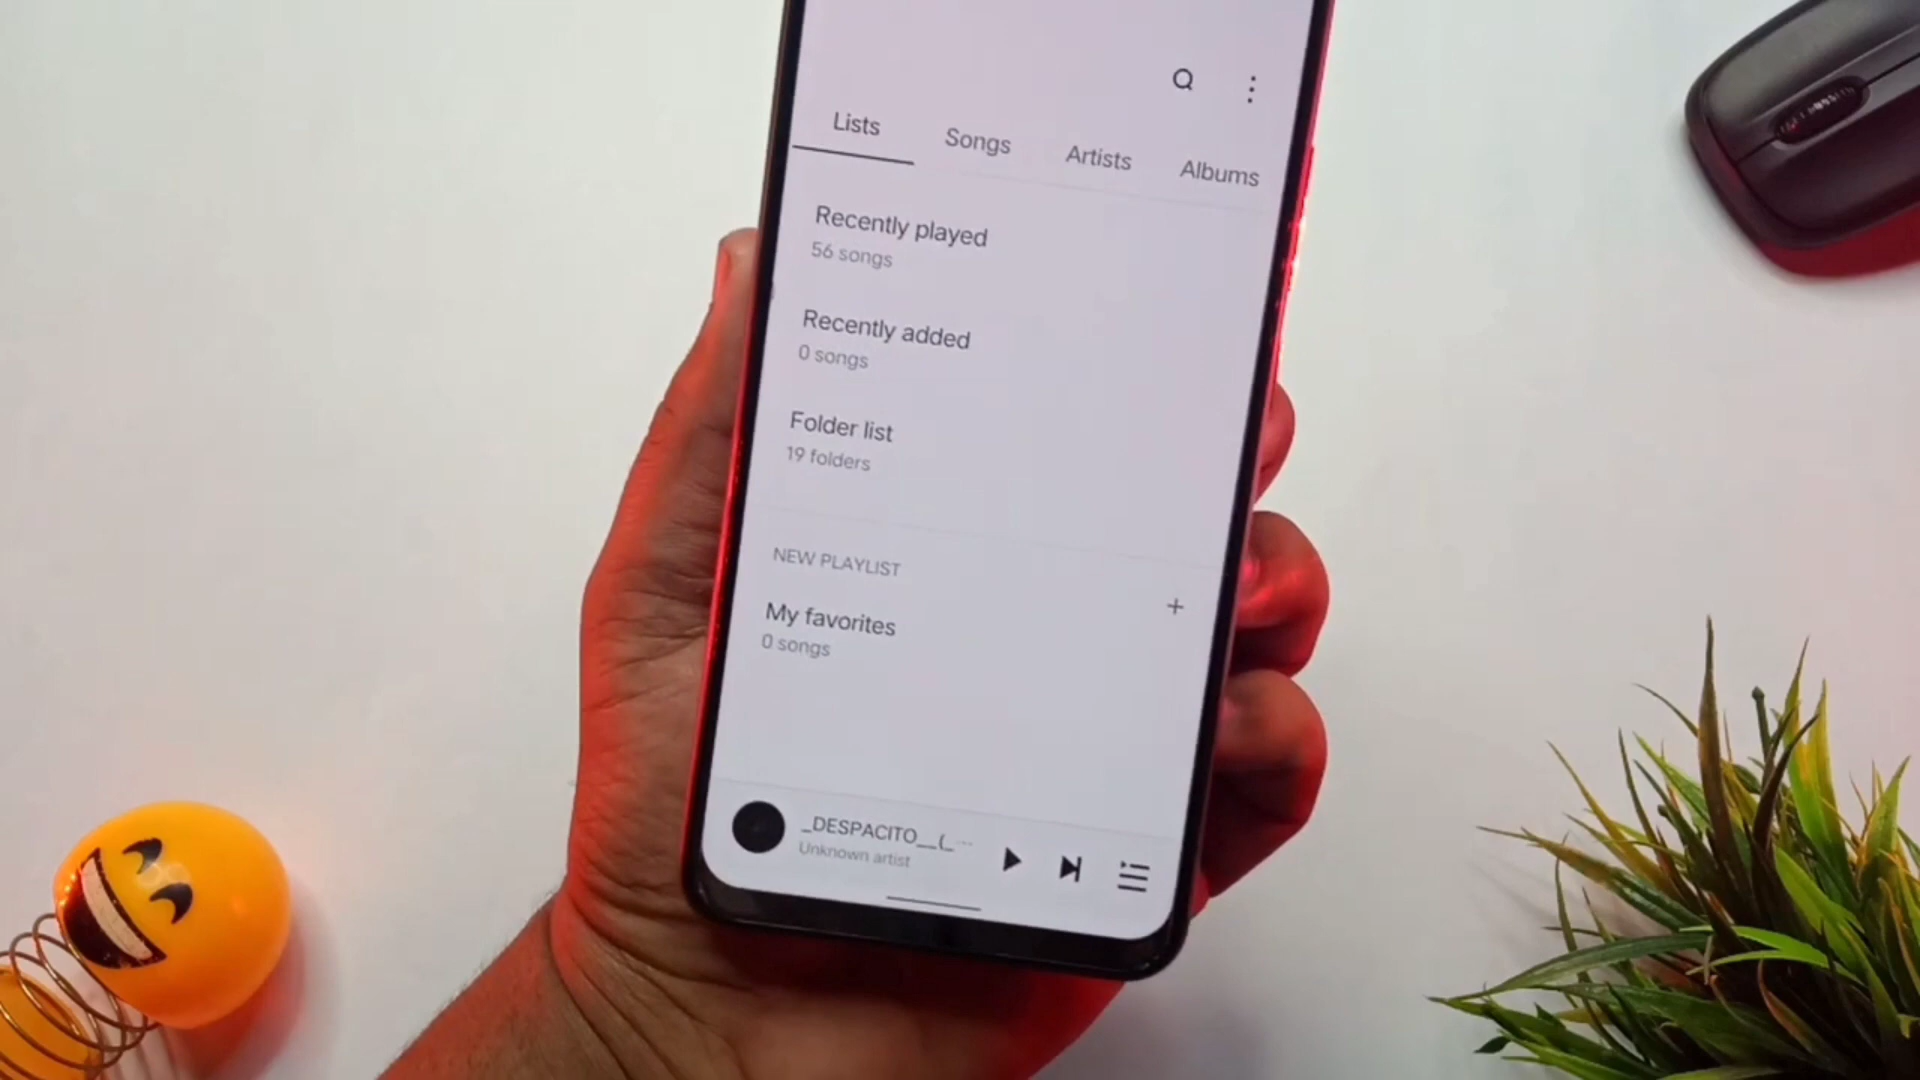 Lists Songs Artists Albums
Recently played
56 songs
Recently added
0 songs
Folder list
19 folders
NEW PLAYLIST
My favorites
0 songs
_DESPACITO__(_...
Unknown artist